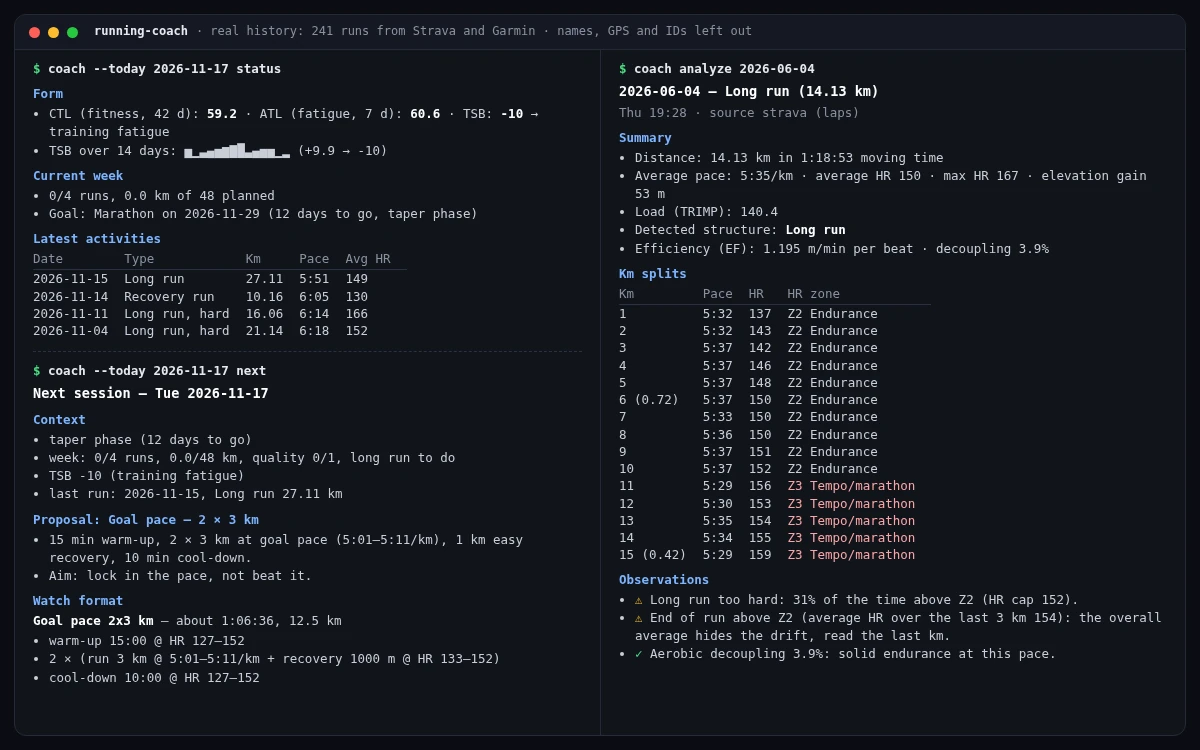 running-coach · real history: 241 runs from Strava and Garmin · names, GPS and IDs left out
$ coach --today 2026-11-17 status
Form
• CTL (fitness, 42 d): 59.2 · ATL (fatigue, 7 d): 60.6 · TSB: -10 →
training fatigue
• TSB over 14 days: (+9.9 → -10)
Current week
• 0/4 runs, 0.0 km of 48 planned
• Goal: Marathon on 2026-11-29 (12 days to go, taper phase)
Latest activities
Date Type Km Pace Avg HR
2026-11-15 Long run 27.11 5:51 149
2026-11-14 Recovery run 10.16 6:05 130
2026-11-11 Long run, hard 16.06 6:14 166
2026-11-04 Long run, hard 21.14 6:18 152
$ coach --today 2026-11-17 next
Next session — Tue 2026-11-17
Context
• taper phase (12 days to go)
• week: 0/4 runs, 0.0/48 km, quality 0/1, long run to do
• TSB -10 (training fatigue)
• last run: 2026-11-15, Long run 27.11 km
Proposal: Goal pace — 2 × 3 km
• 15 min warm-up, 2 × 3 km at goal pace (5:01–5:11/km), 1 km easy
recovery, 10 min cool-down.
• Aim: lock in the pace, not beat it.
Watch format
Goal pace 2x3 km — about 1:06:36, 12.5 km
• warm-up 15:00 @ HR 127–152
• 2 × (run 3 km @ 5:01–5:11/km + recovery 1000 m @ HR 133–152)
• cool-down 10:00 @ HR 127–152
$ coach analyze 2026-06-04
2026-06-04 — Long run (14.13 km)
Thu 19:28 · source strava (laps)
Summary
• Distance: 14.13 km in 1:18:53 moving time
• Average pace: 5:35/km · average HR 150 · max HR 167 · elevation gain
53 m
• Load (TRIMP): 140.4
• Detected structure: Long run
• Efficiency (EF): 1.195 m/min per beat · decoupling 3.9%
Km splits
Km Pace HR HR zone
1 5:32 137 Z2 Endurance
2 5:32 143 Z2 Endurance
3 5:37 142 Z2 Endurance
4 5:37 146 Z2 Endurance
5 5:37 148 Z2 Endurance
6 (0.72) 5:37 150 Z2 Endurance
7 5:33 150 Z2 Endurance
8 5:36 150 Z2 Endurance
9 5:37 151 Z2 Endurance
10 5:37 152 Z2 Endurance
11 5:29 156 Z3 Tempo/marathon
12 5:30 153 Z3 Tempo/marathon
13 5:35 154 Z3 Tempo/marathon
14 5:34 155 Z3 Tempo/marathon
15 (0.42) 5:29 159 Z3 Tempo/marathon
Observations
• ⚠ Long run too hard: 31% of the time above Z2 (HR cap 152).
• ⚠ End of run above Z2 (average HR over the last 3 km 154): the overall
average hides the drift, read the last km.
• ✓ Aerobic decoupling 3.9%: solid endurance at this pace.